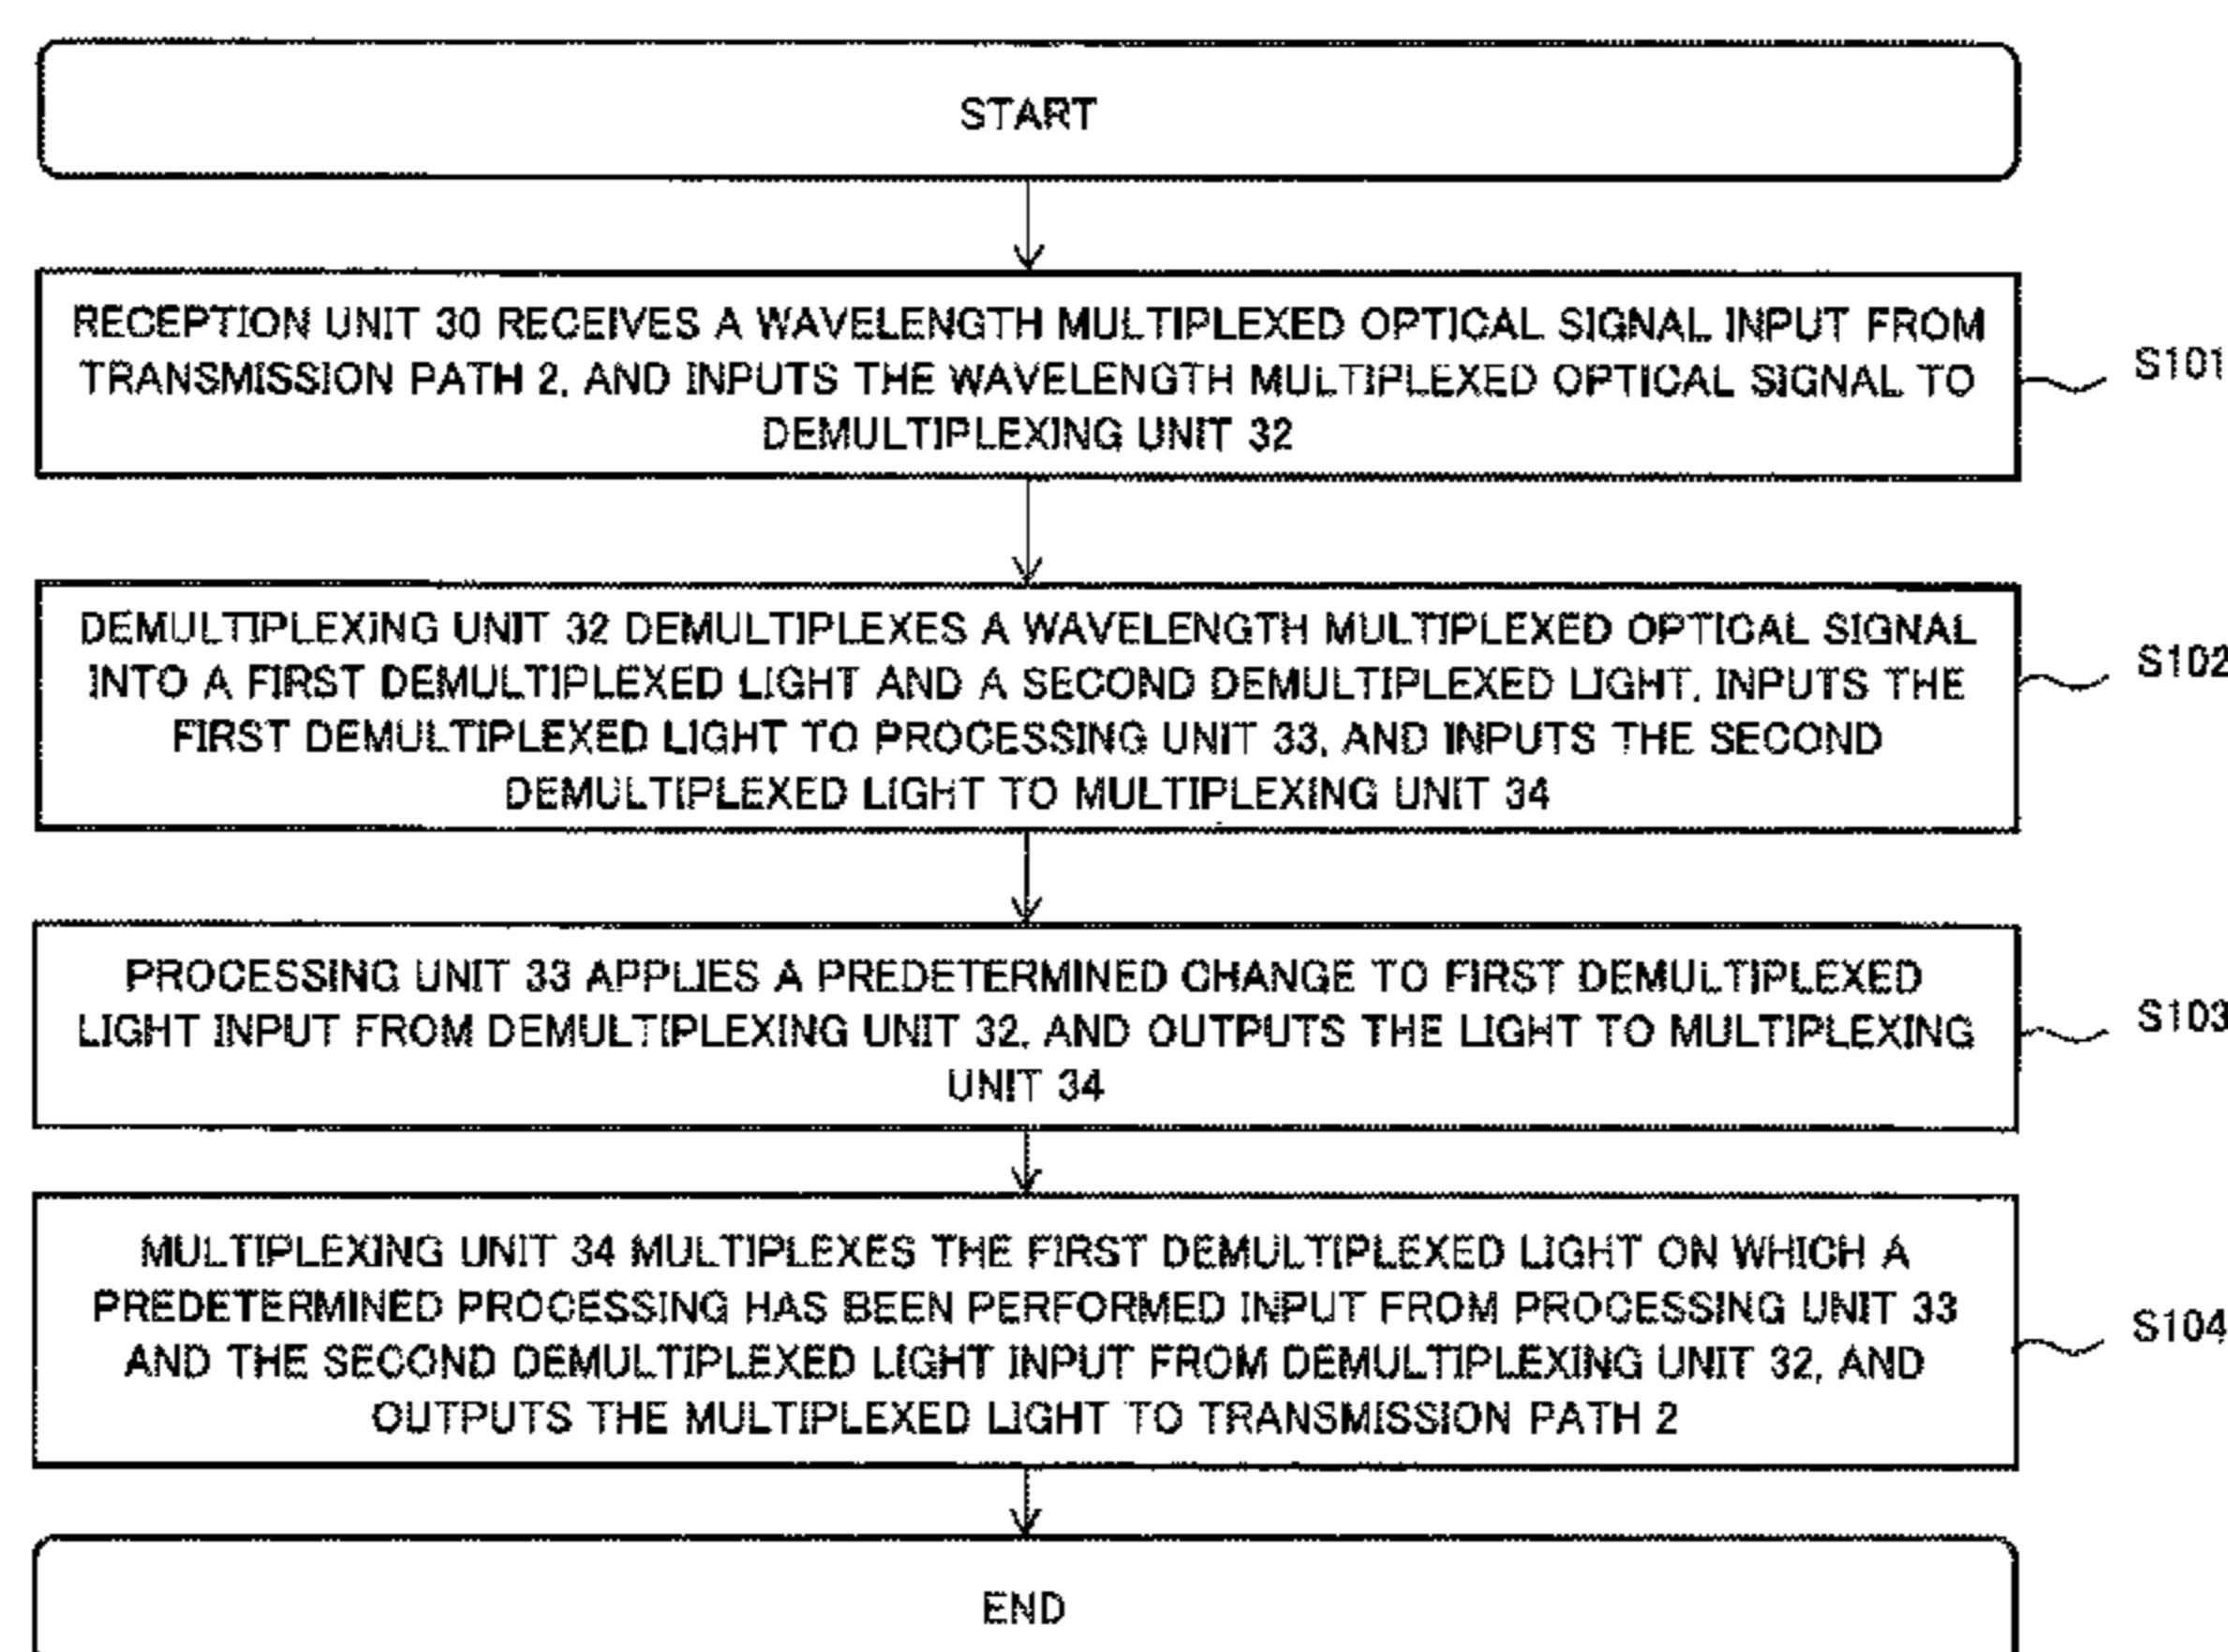 START
RECEPTION UNIT 30 RECEIVES A WAVELENGTH MULTIPLEXED OPTICAL SIGNAL INPUT FROM
TRANSMISSION PATH 2, AND INPUTS THE WAVELENGTH MULTIPLEXED OPTICAL SIGNAL TO
DEMULTIPLEXING UNIT 32
S101
DEMULTIPLEXING UNIT 32 DEMULTIPLEXES A WAVELENGTH MULTIPLEXED OPTICAL SIGNAL
INTO A FIRST DEMULTIPLEXED LIGHT AND A SECOND DEMULTIPLEXED LIGHT, INPUTS THE
FIRST DEMULTIPLEXED LIGHT TO PROCESSING UNIT 33, AND INPUTS THE SECOND
DEMULTIPLEXED LIGHT TO MULTIPLEXING UNIT 34
S102
PROCESSING UNIT 33 APPLIES A PREDETERMINED CHANGE TO FIRST DEMULTIPLEXED
LIGHT INPUT FROM DEMULTIPLEXING UNIT 32, AND OUTPUTS THE LIGHT TO MULTIPLEXING
UNIT 34
S103
MULTIPLEXING UNIT 34 MULTIPLEXES THE FIRST DEMULTIPLEXED LIGHT ON WHICH A
PREDETERMINED PROCESSING HAS BEEN PERFORMED INPUT FROM PROCESSING UNIT 33
AND THE SECOND DEMULTIPLEXED LIGHT INPUT FROM DEMULTIPLEXING UNIT 32, AND
OUTPUTS THE MULTIPLEXED LIGHT TO TRANSMISSION PATH 2
S104
END